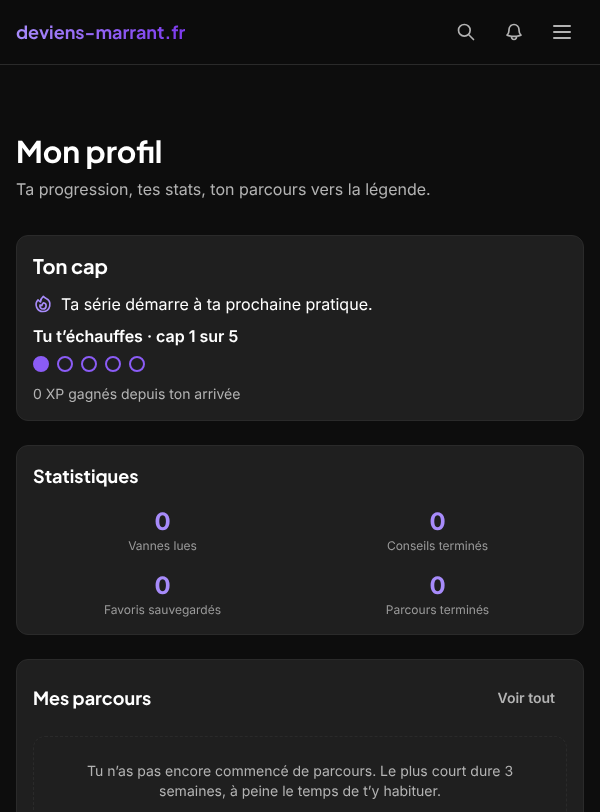 deviens-marrant.fr
Mon profil
Ta progression, tes stats, ton parcours vers la légende.
Ton cap
Ta série démarre à ta prochaine pratique.
Tu t’échauffes · cap 1 sur 5
0 XP gagnés depuis ton arrivée
Statistiques
0
Vannes lues
0
Conseils terminés
0
Favoris sauvegardés
0
Parcours terminés
Mes parcours
Voir tout
Tu n’as pas encore commencé de parcours. Le plus court dure 3
semaines, à peine le temps de t’y habituer.